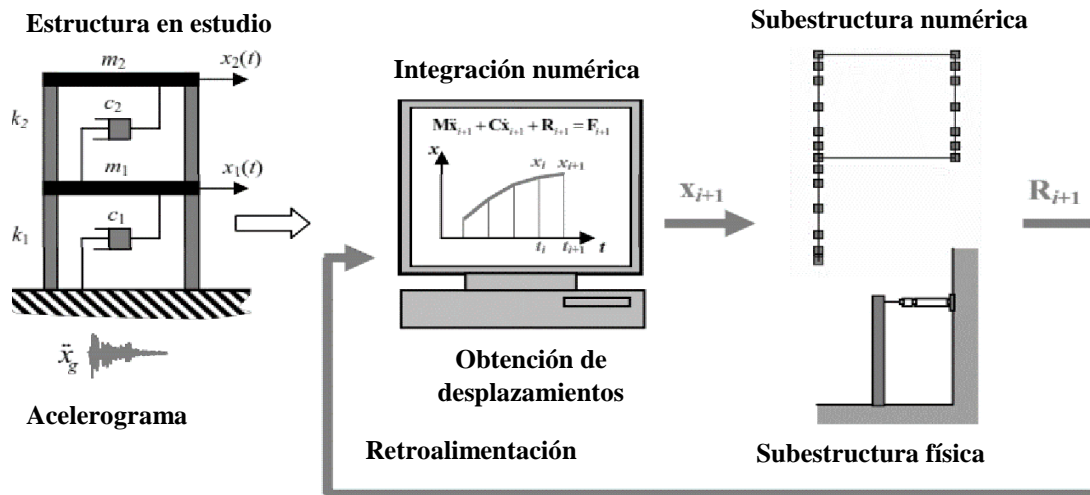 Estructura en estudio
m₂
x₂(t)
k₂
c₂
m₁
x₁(t)
k₁
c₁
ẍg
Acelerograma
Integración numérica
Mẍᵢ₊₁ + Cẋᵢ₊₁ + Rᵢ₊₁ = Fᵢ₊₁
x
xᵢ xᵢ₊₁
tᵢ tᵢ₊₁ t
Obtención de
desplazamientos
Retroalimentación
xᵢ₊₁
Subestructura numérica
Rᵢ₊₁
Subestructura física